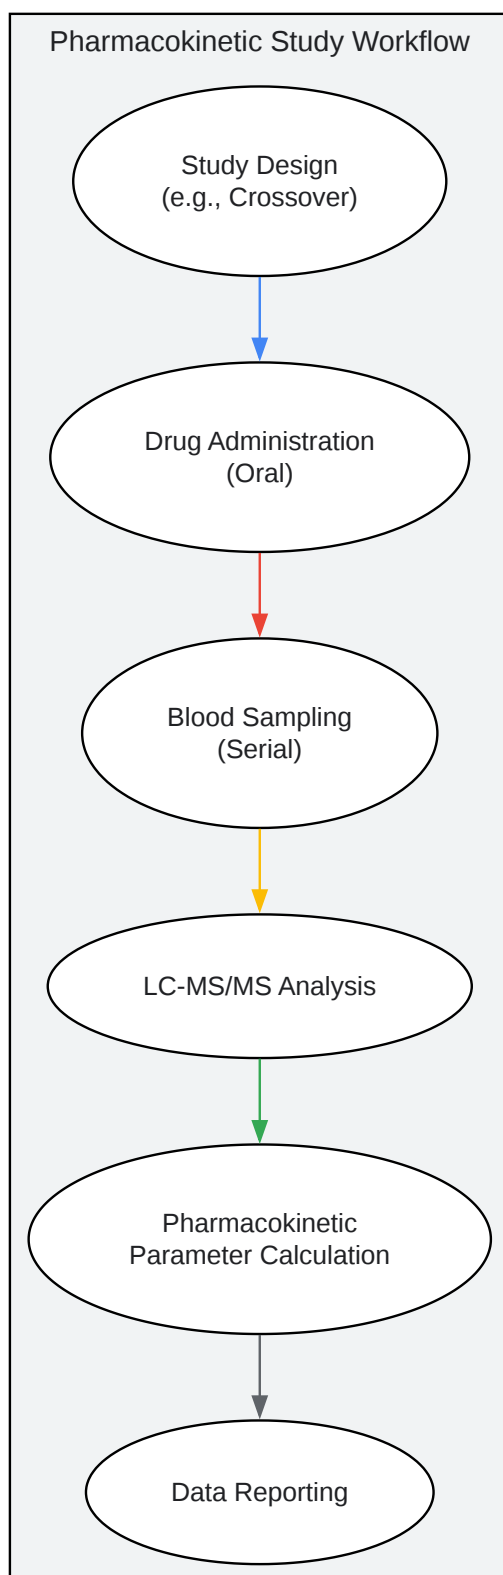 Pharmacokinetic Study Workflow
Study Design
(e.g., Crossover)
Drug Administration
(Oral)
Blood Sampling
(Serial)
LC-MS/MS Analysis
Pharmacokinetic
Parameter Calculation
Data Reporting